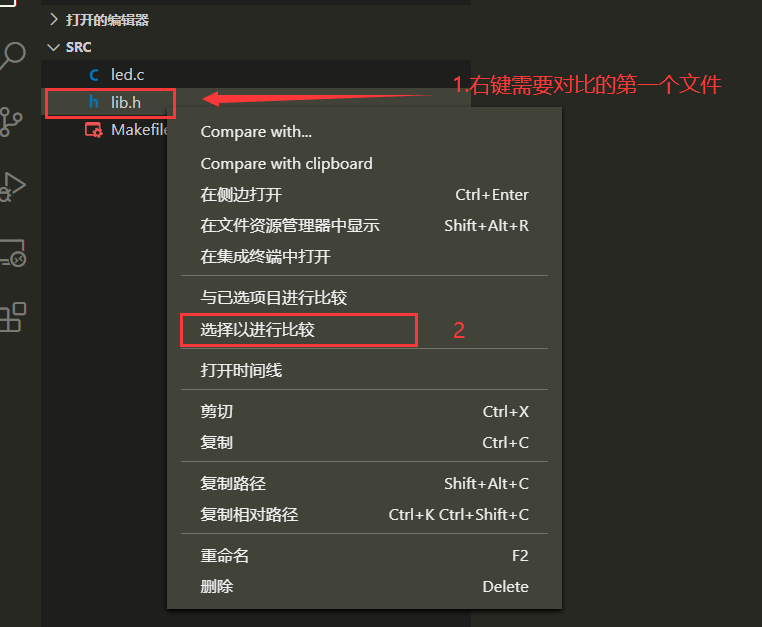 打开的编辑器
SRC
C led.c
h lib.h
1.右键需要对比的第一个文件
Makefile
Compare with...
Compare with clipboard
在侧边打开 Ctrl+Enter
在文件资源管理器中显示 Shift+Alt+R
在集成终端中打开
与已选项目进行比较
选择以进行比较 2
打开时间线
剪切 Ctrl+X
复制 Ctrl+C
复制路径 Shift+Alt+C
复制相对路径 Ctrl+K Ctrl+Shift+C
重命名 F2
删除 Delete